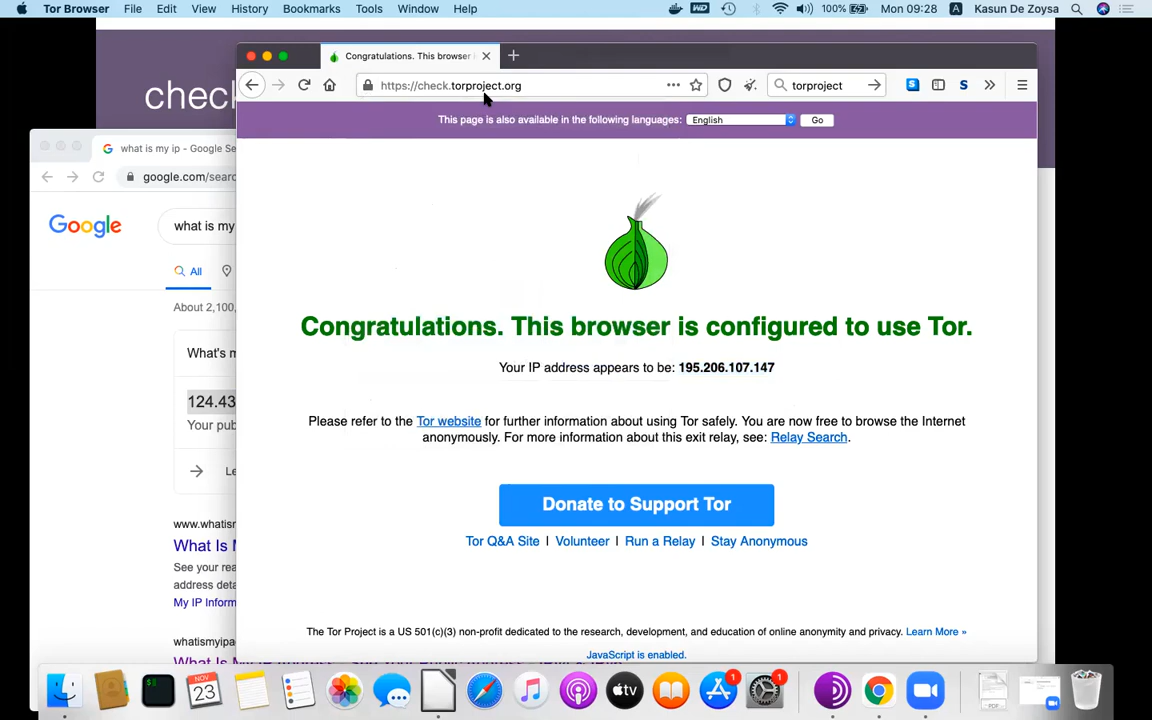 Tor Browser File Edit View History Bookmarks Tools Window Help WD 100% Mon 09:28 A Kasun De Zoysa
check
Congratulations. This browser
https://check.torproject.org
torproject
S
This page is also available in the following languages: English Go
what is my ip - Google Se
google.com/searc
Google
what is my
All
About 2,100,
What's m
124.43
Your pub
Le
www.whatism
What Is M
See your rea
address deta
My IP Inform
whatismyipa
Congratulations. This browser is configured to use Tor.
Your IP address appears to be: 195.206.107.147
Please refer to the Tor website for further information about using Tor safely. You are now free to browse the Internet
anonymously. For more information about this exit relay, see: Relay Search.
Donate to Support Tor
Tor Q&A Site | Volunteer | Run a Relay | Stay Anonymous
The Tor Project is a US 501(c)(3) non-profit dedicated to the research, development, and education of online anonymity and privacy. Learn More »
JavaScript is enabled.
NOV
23
tv
1
1
PDF